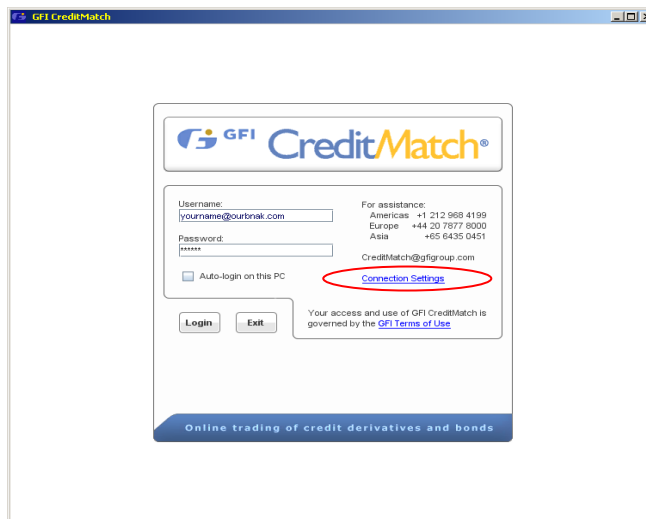 GFI CreditMatch
GFI CreditMatch®
Username:
yourname@ourbnak.com
Password:
******
Auto-login on this PC
For assistance:
Americas +1 212 968 4199
Europe +44 20 7877 8000
Asia +65 6435 0451
CreditMatch@gfigroup.com
Connection Settings
Login
Exit
Your access and use of GFI CreditMatch is
governed by the GFI Terms of Use
Online trading of credit derivatives and bonds